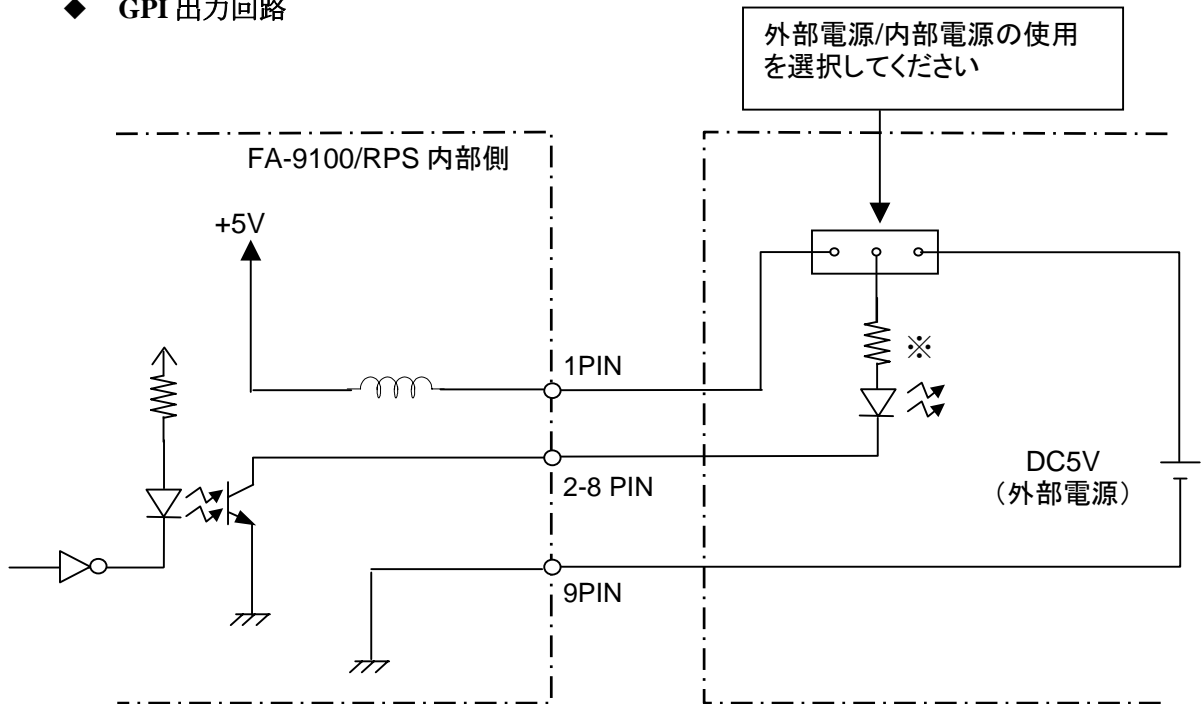 ◆ GPI 出力回路
外部電源/内部電源の使用
を選択してください
FA-9100/RPS 内部側
+5V
※
1PIN
2-8 PIN
DC5V
（外部電源）
9PIN